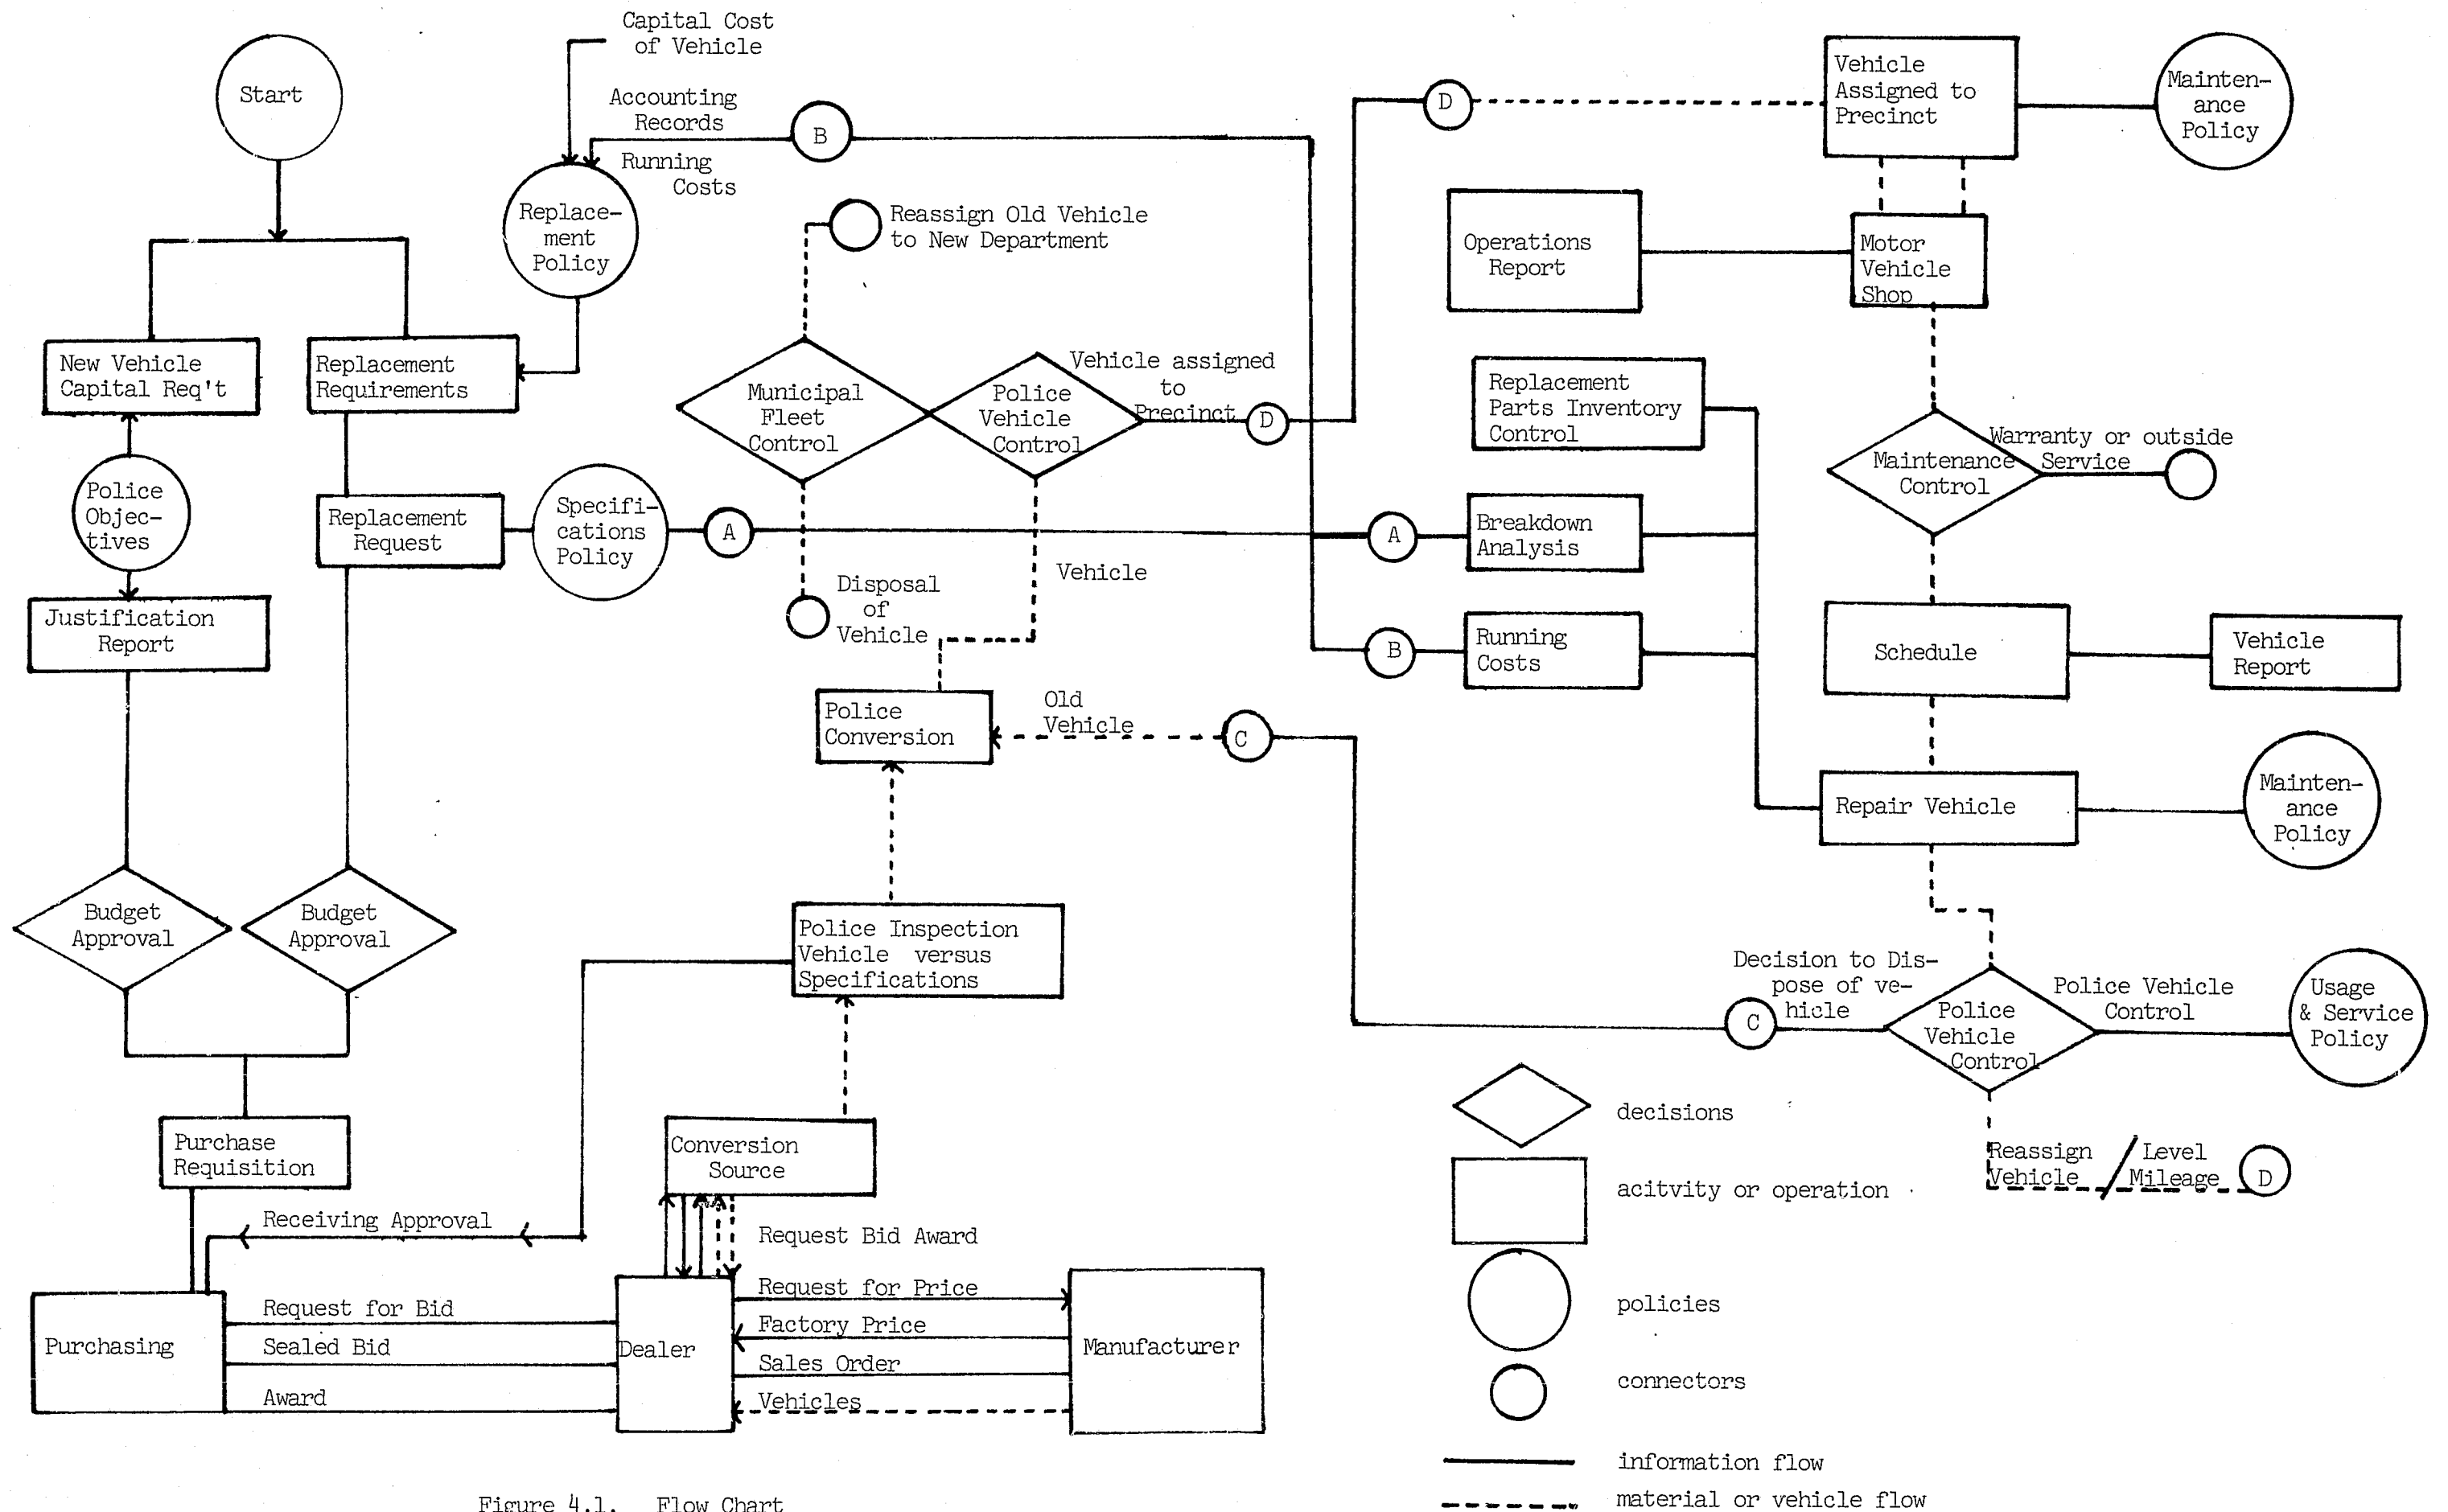 Capital Cost
of Vehicle
Start
Accounting
Records
B
Running
Costs
Replace-
ment
Policy
Reassign Old Vehicle
to New Department
New Vehicle
Capital Req't
Replacement
Requirements
Municipal
Fleet
Control
Police
Vehicle
Control
Vehicle assigned
to
Precinct
D
Police
Objec-
tives
Replacement
Request
Specifi-
cations
Policy
A
Disposal
of
Vehicle
Vehicle
Justification
Report
Police
Conversion
Old
Vehicle
C
Budget
Approval
Budget
Approval
Police Inspection
Vehicle versus
Specifications
Purchase
Requisition
Conversion
Source
Receiving Approval
Request Bid Award
Purchasing
Request for Bid
Sealed Bid
Award
Dealer
Request for Price
Factory Price
Sales Order
Vehicles
Manufacturer
D
Vehicle
Assigned to
Precinct
Mainten-
ance
Policy
Operations
Report
Motor
Vehicle
Shop
Replacement
Parts Inventory
Control
Maintenance
Control
Warranty or outside
Service
A
Breakdown
Analysis
B
Running
Costs
Schedule
Vehicle
Report
Repair Vehicle
Mainten-
ance
Policy
Decision to Dis-
pose of ve-
hicle
C
Police
Vehicle
Control
Police Vehicle
Control
Usage
& Service
Policy
Reassign
Vehicle
/
Level
Mileage
D
decisions
acitvity or operation
policies
connectors
information flow
material or vehicle flow
Figure 4.1. Flow Chart